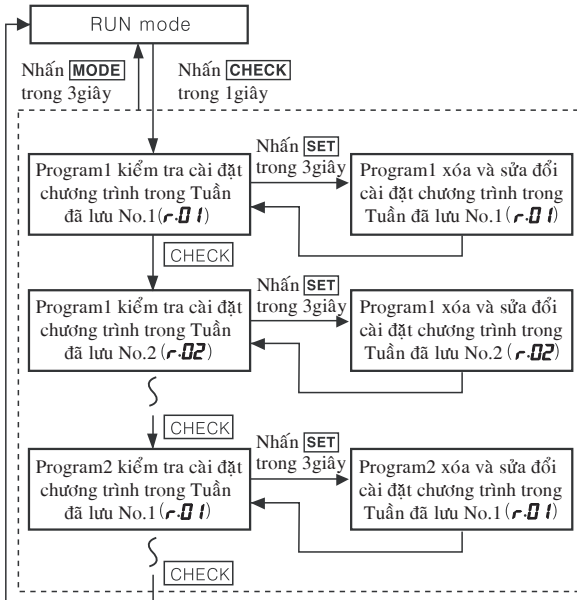 RUN mode
Nhấn MODE
trong 3giây
Nhấn CHECK
trong 1giây
Program1 kiểm tra cài đặt
chương trình trong Tuần
đã lưu No.1(r.01)
Nhấn SET
trong 3giây
Program1 xóa và sửa đổi
cài đặt chương trình trong
Tuần đã lưu No.1(r.01)
CHECK
Program1 kiểm tra cài đặt
chương trình trong Tuần
đã lưu No.2(r.02)
Nhấn SET
trong 3giây
Program1 xóa và sửa đổi
cài đặt chương trình trong
Tuần đã lưu No.2(r.02)
CHECK
Program2 kiểm tra cài đặt
chương trình trong Tuần
đã lưu No.1(r.01)
Nhấn SET
trong 3giây
Program2 xóa và sửa đổi
cài đặt chương trình trong
Tuần đã lưu No.1(r.01)
CHECK